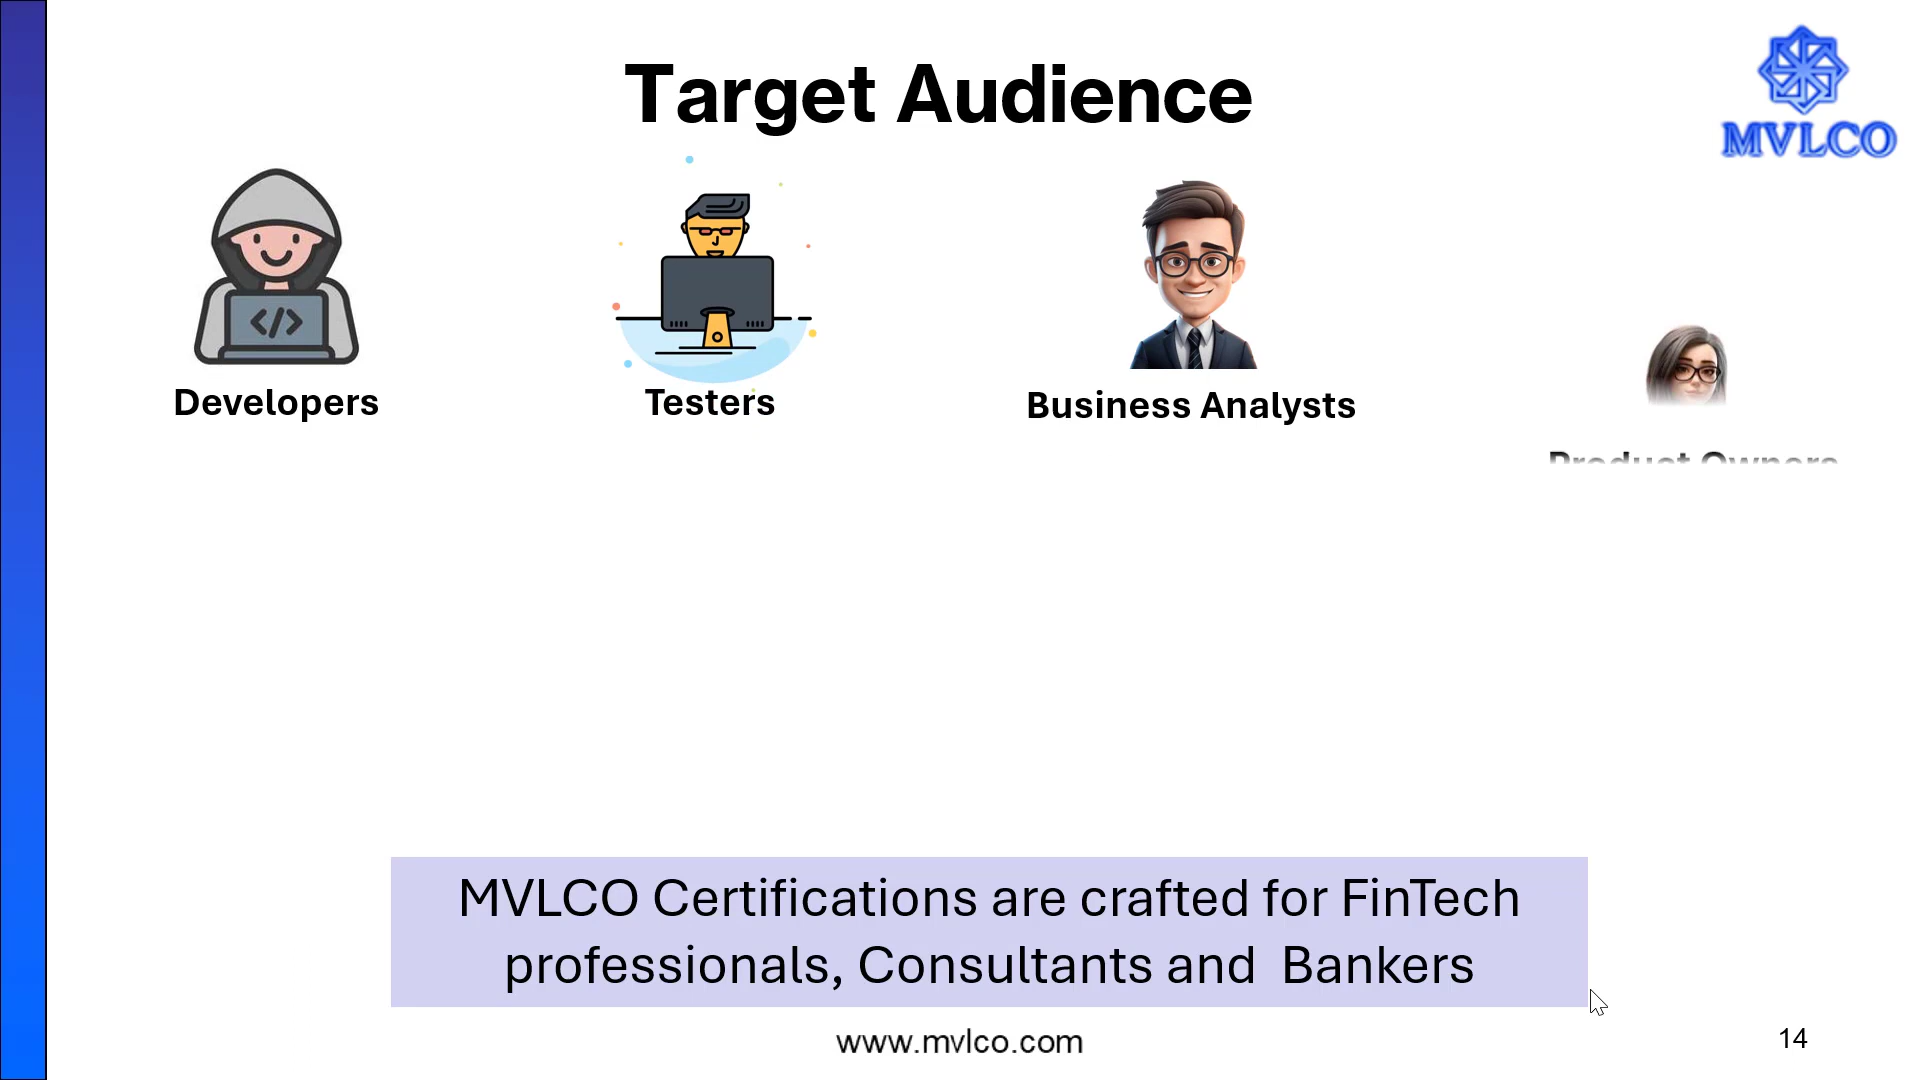 Target Audience
MVLCO
</>
Developers
Testers
Business Analysts
Product Owners
MVLCO Certifications are crafted for FinTech
professionals, Consultants and Bankers
www.mvlco.com
14